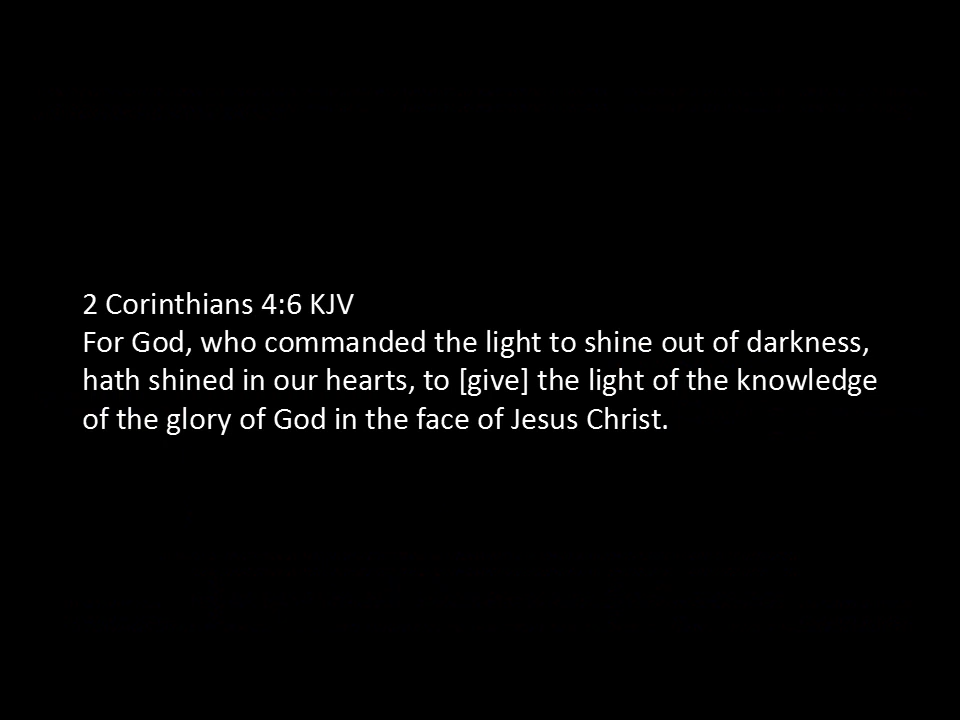 2 Corinthians 4:6 KJV
For God, who commanded the light to shine out of darkness,
hath shined in our hearts, to [give] the light of the knowledge
of the glory of God in the face of Jesus Christ.